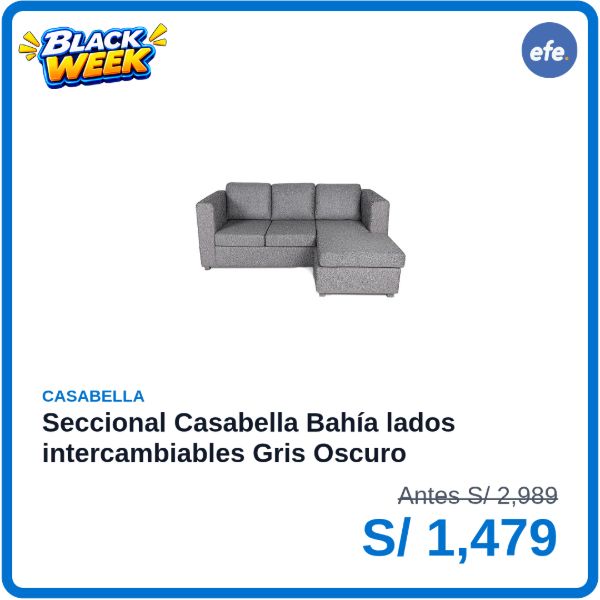 BLACK
WEEK
efe.
CASABELLA
Seccional Casabella Bahía lados
intercambiables Gris Oscuro
Antes S/ 2,989
S/ 1,479